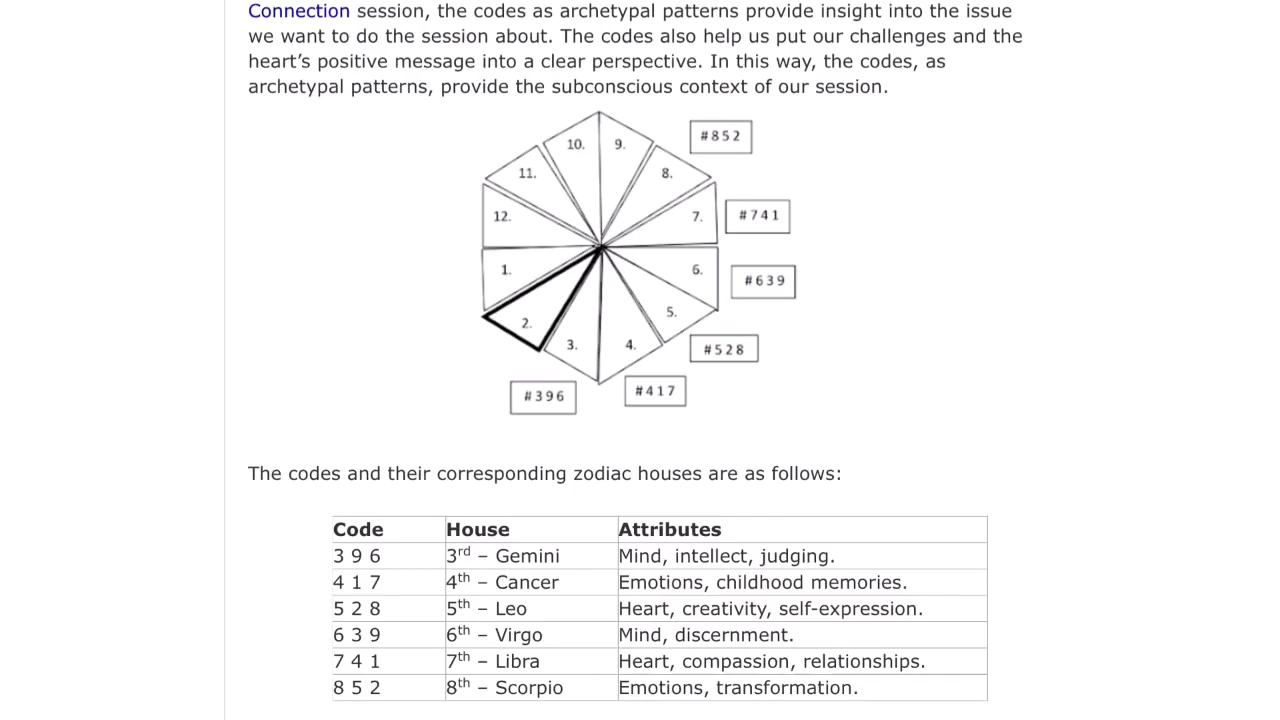 Connection session, the codes as archetypal patterns provide insight into the issue
we want to do the session about. The codes also help us put our challenges and the
heart's positive message into a clear perspective. In this way, the codes, as
archetypal patterns, provide the subconscious context of our session.
10. 9. #852
11. 8.
12. 7. #741
1. 6. #639
2. 5.
3. 4. #528
#396 #417
The codes and their corresponding zodiac houses are as follows:
Code House Attributes
3 9 6 3rd – Gemini Mind, intellect, judging.
4 1 7 4th – Cancer Emotions, childhood memories.
5 2 8 5th – Leo Heart, creativity, self-expression.
6 3 9 6th – Virgo Mind, discernment.
7 4 1 7th – Libra Heart, compassion, relationships.
8 5 2 8th – Scorpio Emotions, transformation.